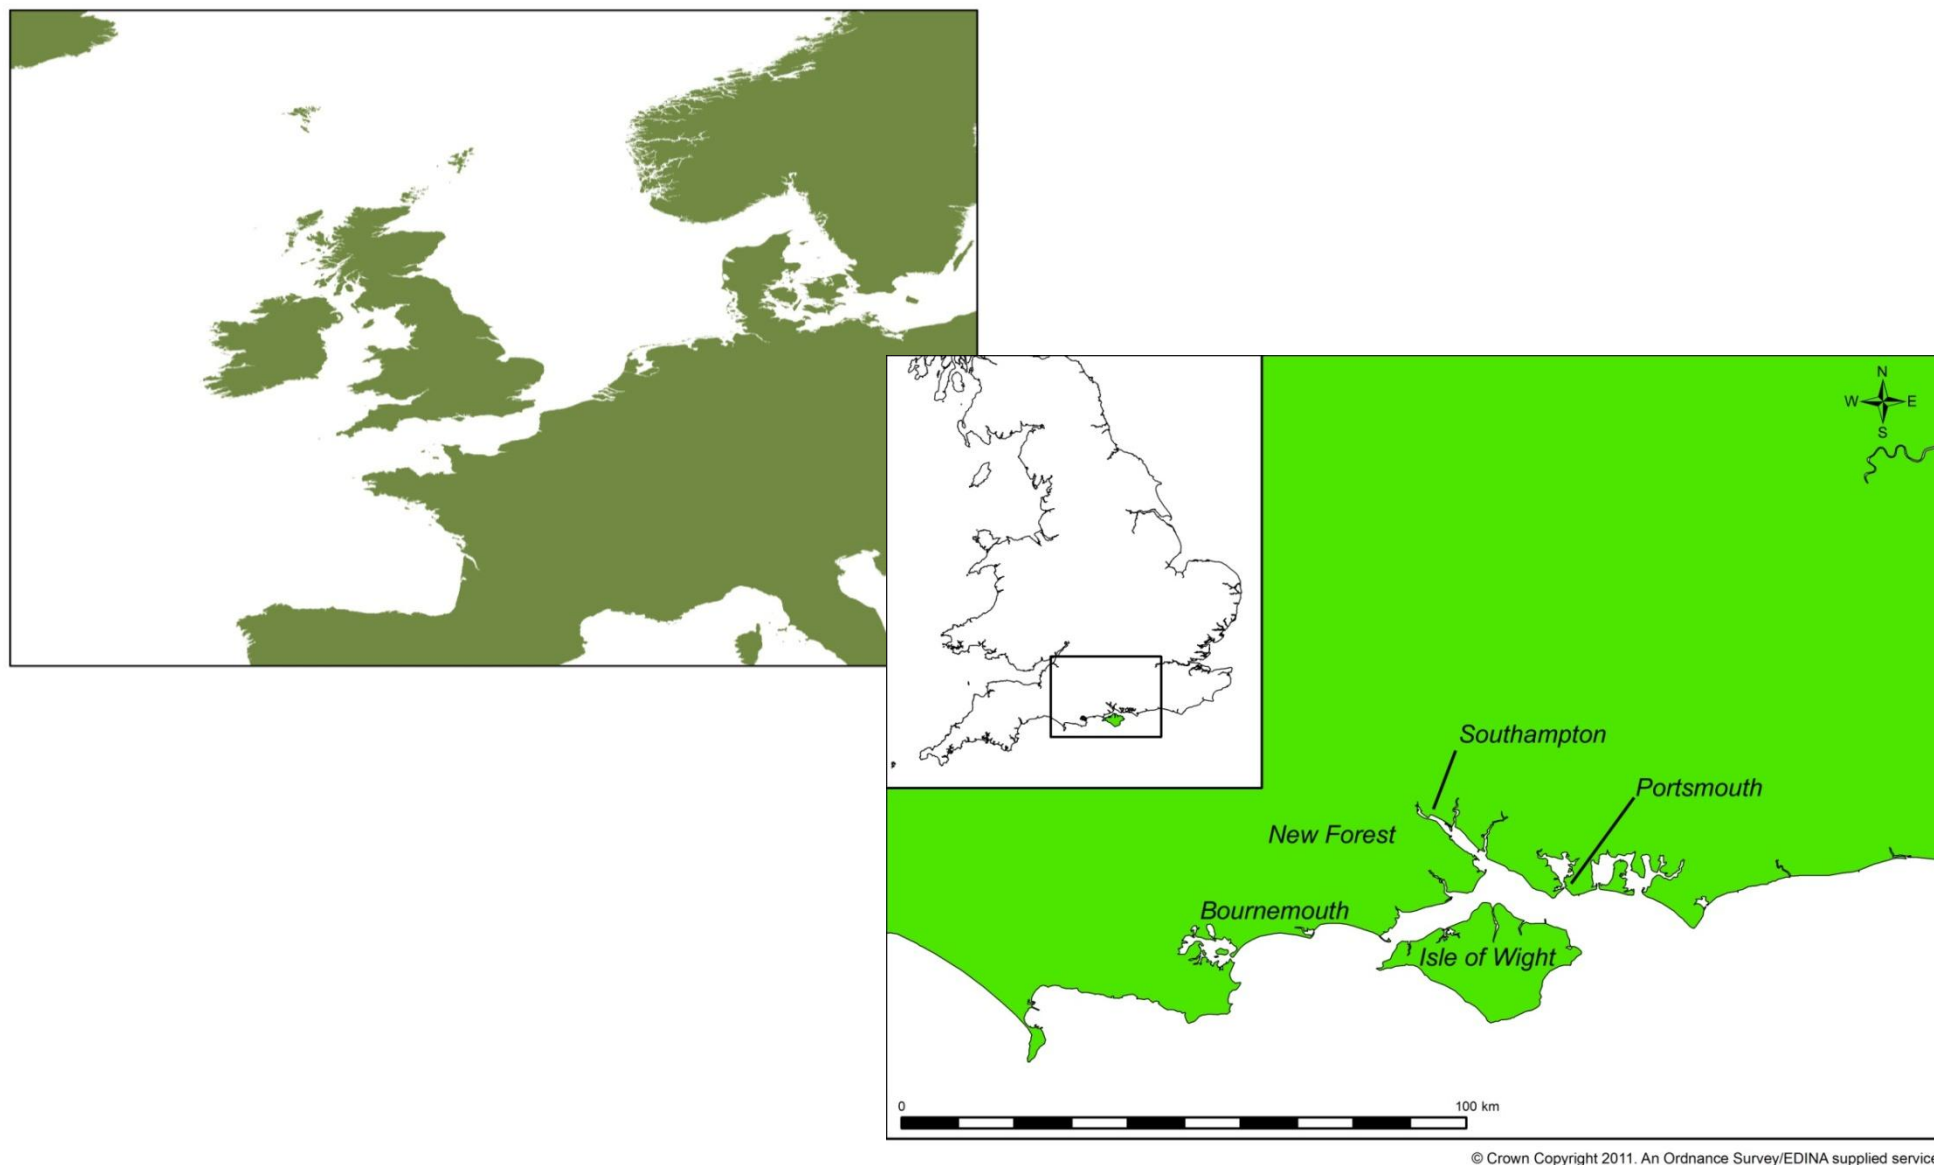 N
W E
S
Southampton
Portsmouth
New Forest
Bournemouth
Isle of Wight
0 100 km
© Crown Copyright 2011. An Ordnance Survey/EDINA supplied service